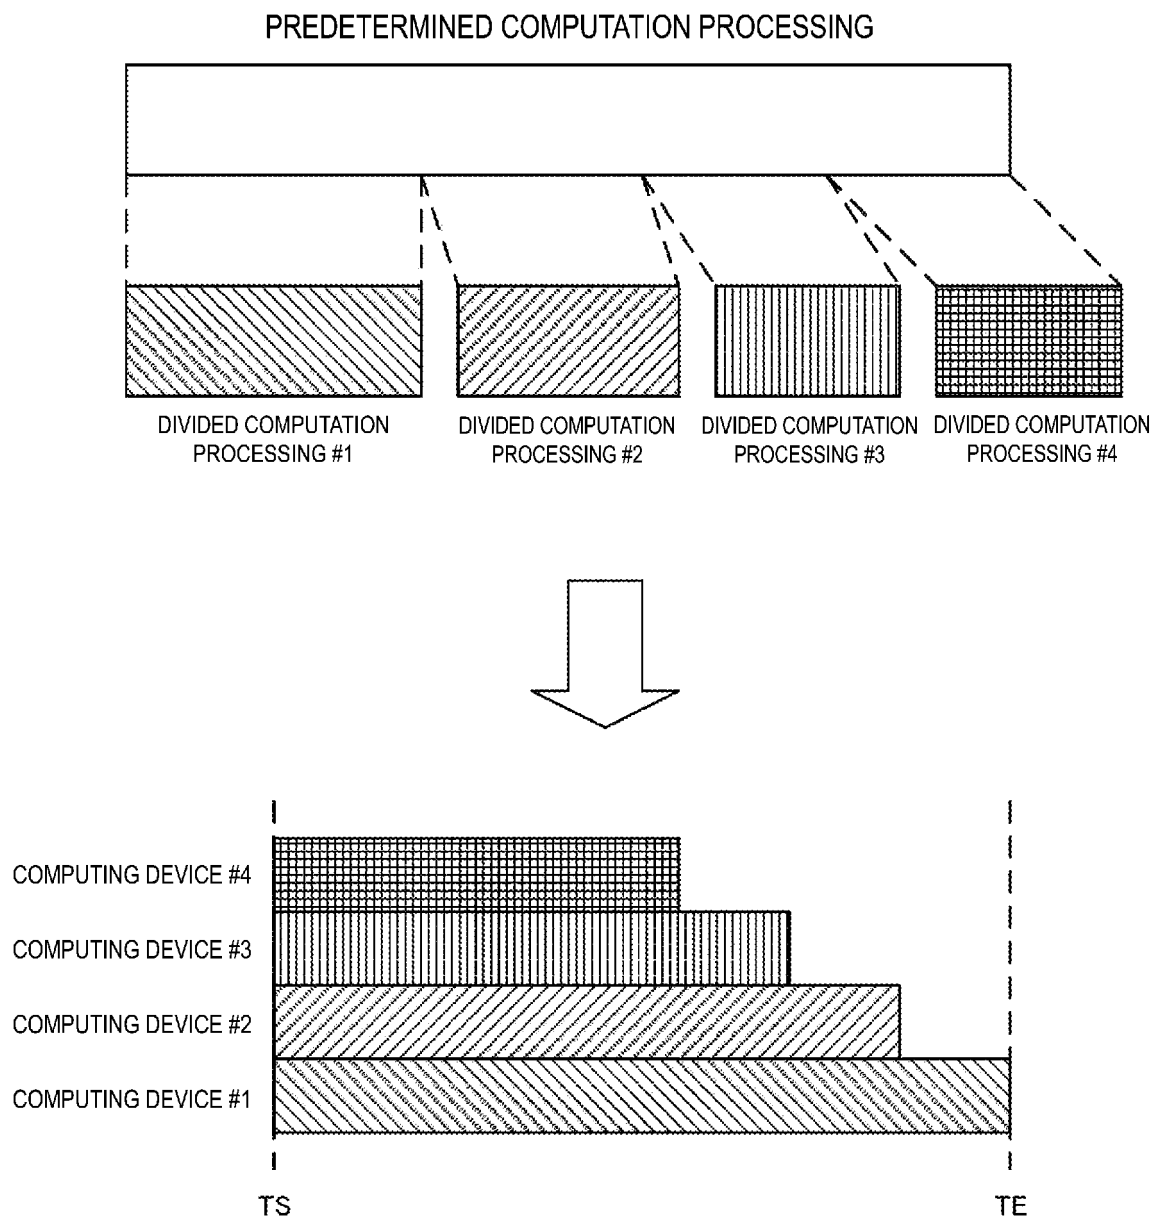 PREDETERMINED COMPUTATION PROCESSING
DIVIDED COMPUTATION
PROCESSING #1
DIVIDED COMPUTATION
PROCESSING #2
DIVIDED COMPUTATION
PROCESSING #3
DIVIDED COMPUTATION
PROCESSING #4
COMPUTING DEVICE #4
COMPUTING DEVICE #3
COMPUTING DEVICE #2
COMPUTING DEVICE #1
TS
TE